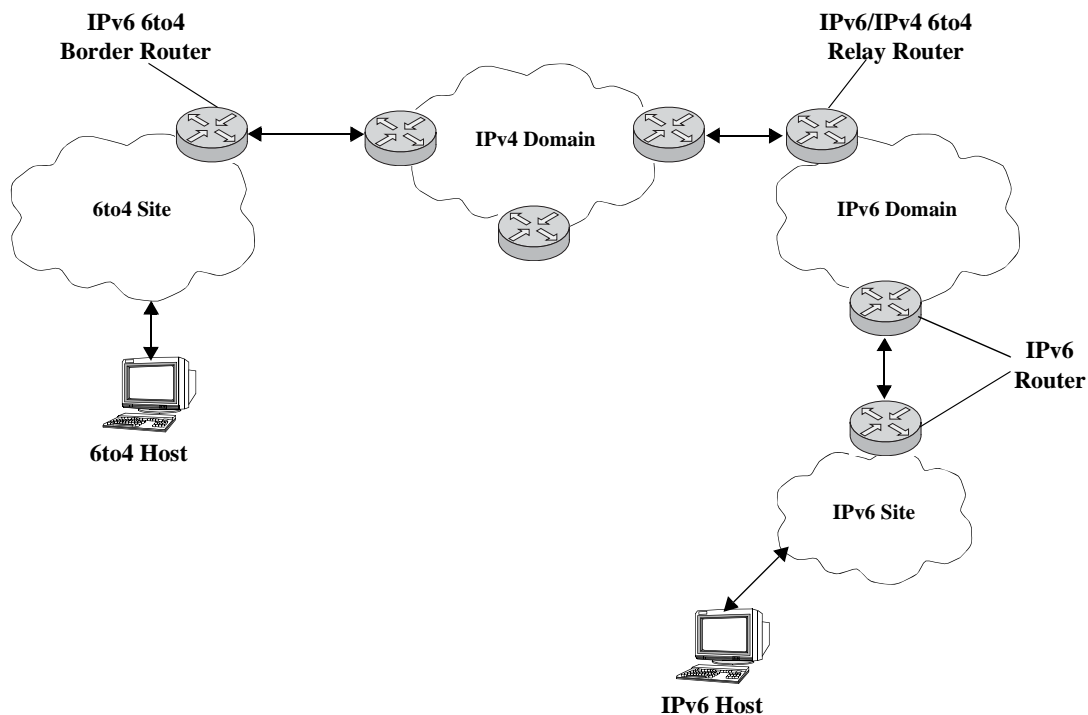 IPv6 6to4
Border Router
IPv6/IPv4 6to4
Relay Router
IPv4 Domain
6to4 Site
IPv6 Domain
IPv6
Router
6to4 Host
IPv6 Site
IPv6 Host